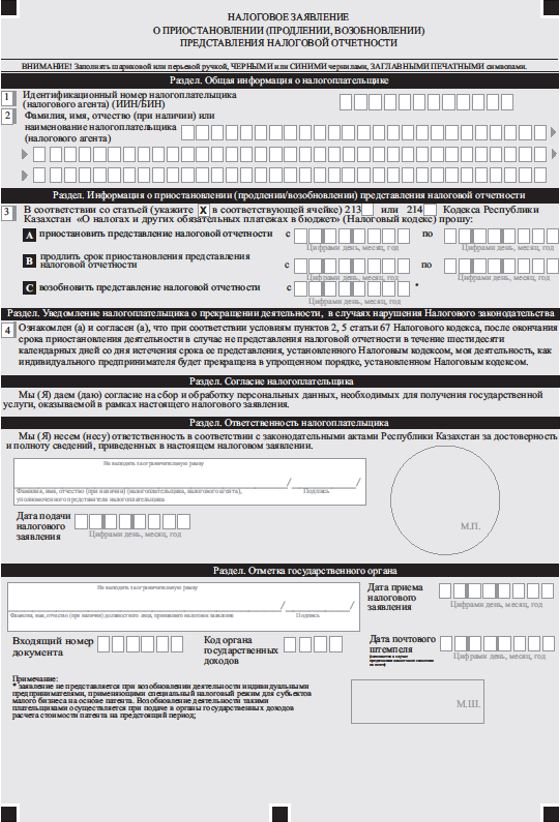 НАЛОГОВОЕ ЗАЯВЛЕНИЕ
О ПРИОСТАНОВЛЕНИИ (ПРОДЛЕНИИ, ВОЗОБНОВЛЕНИИ)
ПРЕДСТАВЛЕНИЯ НАЛОГОВОЙ ОТЧЕТНОСТИ
ВНИМАНИЕ! Заполнять шариковой или перьевой ручкой, ЧЕРНЫМИ или СИНИМИ чернилами, ЗАГЛАВНЫМИ ПЕЧАТНЫМИ символами.
Раздел. Общая информация о налогоплательщике
1 Идентификационный номер налогоплательщика
(налогового агента) (ИИН/БИН)
2 Фамилия, имя, отчество (при наличии) или
наименование налогоплательщика
(налогового агента)
Раздел. Информация о приостановлении (продлении/возобновлении) представления налоговой отчетности
3 В соответствии со статьей (укажите X в соответствующей ячейке) 213 или 214 Кодекса Республики
Казахстан «О налогах и других обязательных платежах в бюджет» (Налоговый кодекс) прошу:
A приостановить представление налоговой отчетности с по
Цифрами день, месяц, год Цифрами день, месяц, год
B продлить срок приостановления представления
налоговой отчетности с по
Цифрами день, месяц, год Цифрами день, месяц, год
C возобновить представление налоговой отчетности с *
Цифрами день, месяц, год
Раздел. Уведомление налогоплательщика о прекращении деятельности, в случаях нарушения Налогового законодательства
4 Ознакомлен (а) и согласен (а), что при соответствии условиям пунктов 2, 5 статьи 67 Налогового кодекса, после окончания
срока приостановления деятельности в случае не представления налоговой отчетности в течение шестидесяти
календарных дней со дня истечения срока ее представления, установленного Налоговым кодексом, моя деятельность, как
индивидуального предпринимателя будет прекращена в упрощенном порядке, установленном Налоговым кодексом.
Раздел. Согласие налогоплательщика
Мы (Я) даем (даю) согласие на сбор и обработку персональных данных, необходимых для получения государственной
услуги, оказываемой в рамках настоящего налогового заявления.
Раздел. Ответственность налогоплательщика
Мы (Я) несем (несу) ответственность в соответствии с законодательными актами Республики Казахстан за достоверность
и полноту сведений, приведенных в настоящем налоговом заявлении.
Не выходить за ограничительную рамку
/ /
Фамилия, имя, отчество (при наличии) (налогоплательщика, налогового агента), Подпись
уполномоченного представителя налогоплательщика
Дата подачи
налогового
заявления
Цифрами день, месяц, год
М.П.
Раздел. Отметка государственного органа
Не выходить за ограничительную рамку
/ /
Фамилия, имя, отчество (при наличии) должностного лица, принявшего налоговое заявление Подпись
Дата приема
налогового
заявления
Цифрами день, месяц, год
Входящий номер
документа
Код органа
государственных
доходов
Дата почтового
штемпеля
Цифрами день, месяц, год
Примечание:
* заявление не представляется при возобновлении деятельности индивидуальными
предпринимателями, применяющими специальный налоговый режим для субъектов
малого бизнеса на основе патента. Возобновление деятельности такими
плательщиками осуществляется при подаче в органы государственных доходов
расчета стоимости патента на предстоящий период;
М.Ш.